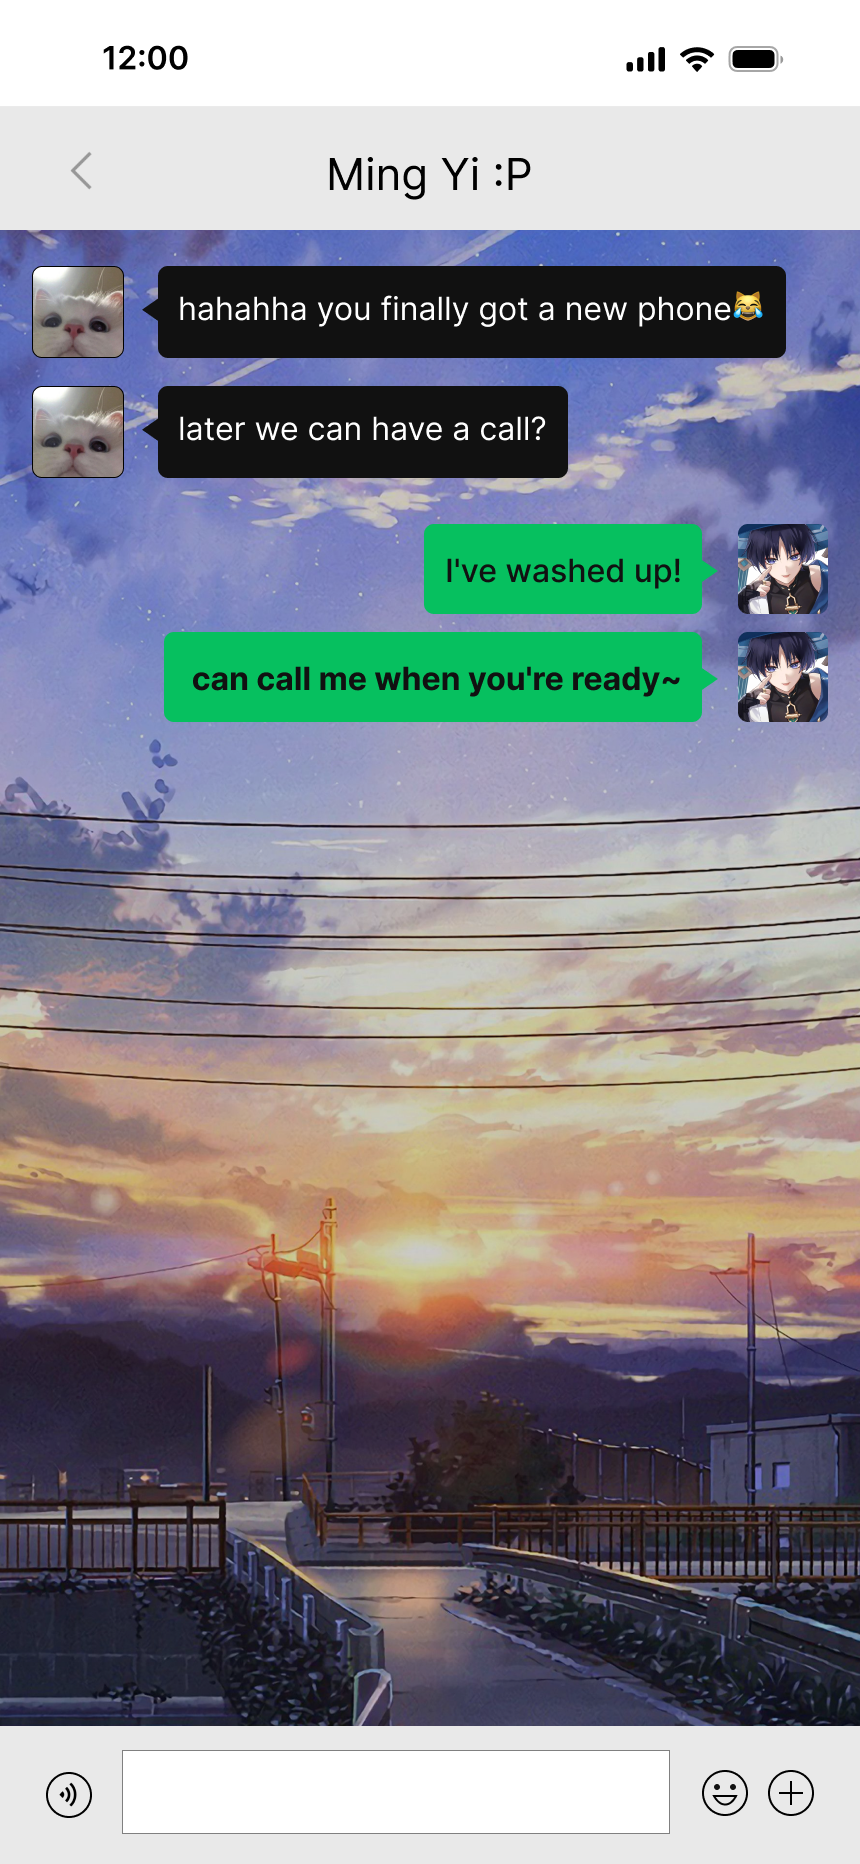 12:00
Ming Yi :P
hahahha you finally got a new phone😹
later we can have a call?
I've washed up!
can call me when you're ready~